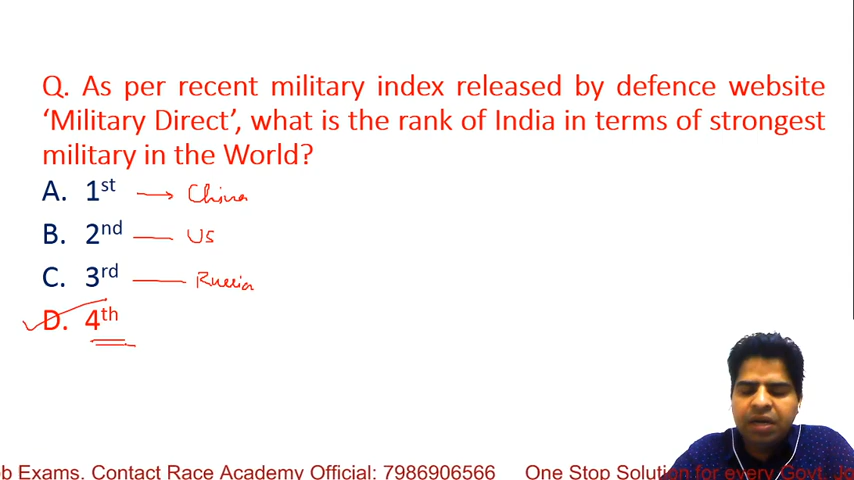 Q. As per recent military index released by defence website
‘Military Direct’, what is the rank of India in terms of strongest
military in the World?
A. 1st → China
B. 2nd — US
C. 3rd — Russia
D. 4th
ob Exams. Contact Race Academy Official: 7986906566 One Stop Solution for every Govt. Jo